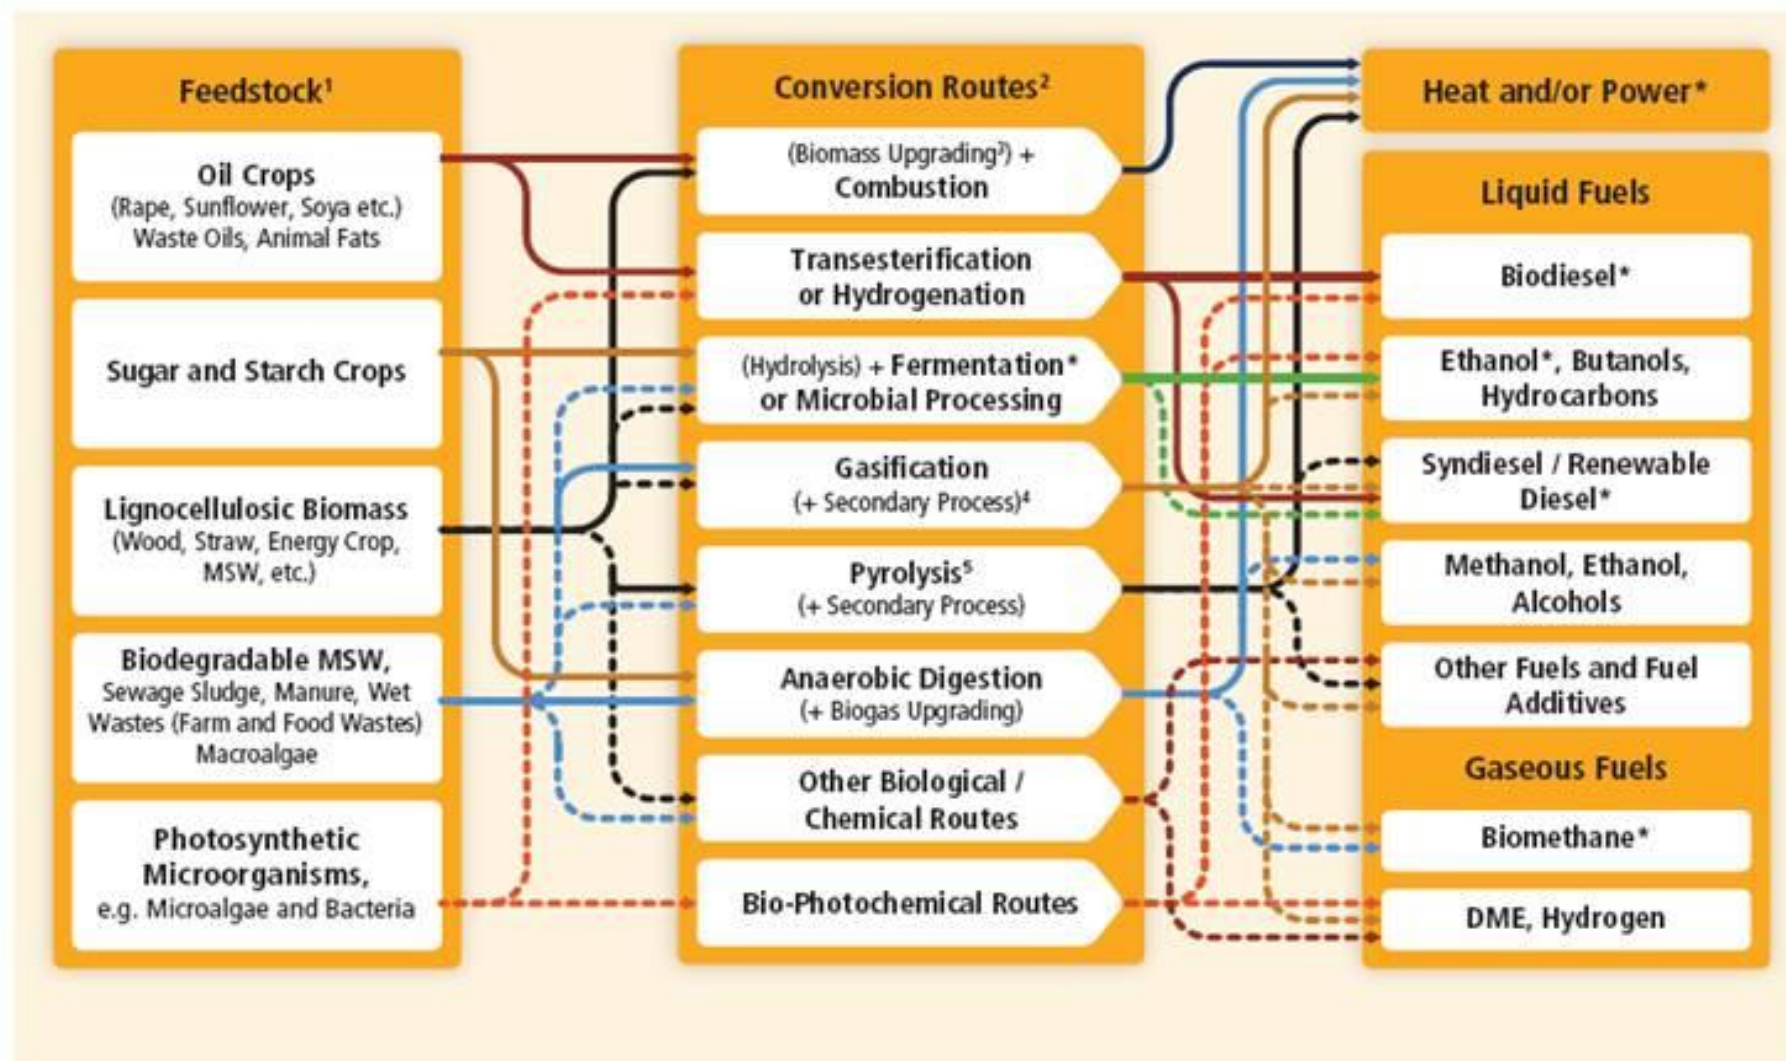 Feedstock¹
Oil Crops
(Rape, Sunflower, Soya etc.)
Waste Oils, Animal Fats
Sugar and Starch Crops
Lignocellulosic Biomass
(Wood, Straw, Energy Crop,
MSW, etc.)
Biodegradable MSW,
Sewage Sludge, Manure, Wet
Wastes (Farm and Food Wastes)
Macroalgae
Photosynthetic
Microorganisms,
e.g. Microalgae and Bacteria
Conversion Routes²
(Biomass Upgrading³) +
Combustion
Transesterification
or Hydrogenation
(Hydrolysis) + Fermentation*
or Microbial Processing
Gasification
(+ Secondary Process)⁴
Pyrolysis⁵
(+ Secondary Process)
Anaerobic Digestion
(+ Biogas Upgrading)
Other Biological /
Chemical Routes
Bio-Photochemical Routes
Heat and/or Power*
Liquid Fuels
Biodiesel*
Ethanol*, Butanols,
Hydrocarbons
Syndiesel / Renewable
Diesel*
Methanol, Ethanol,
Alcohols
Other Fuels and Fuel
Additives
Gaseous Fuels
Biomethane*
DME, Hydrogen